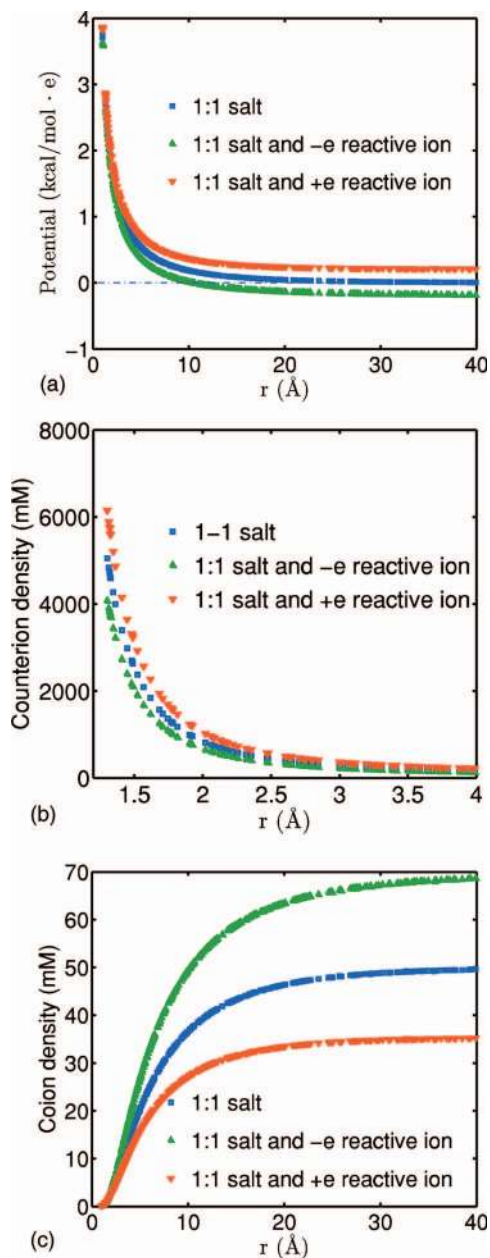 4
3
2
1
0
−1
0
10
20
30
40
Potential (kcal/mol · e)
1:1 salt
1:1 salt and −e reactive ion
1:1 salt and +e reactive ion
r (Å)
(a)
8000
6000
4000
2000
0
1.5
2
2.5
3
3.5
4
Counterion density (mM)
1−1 salt
1:1 salt and −e reactive ion
1:1 salt and +e reactive ion
r (Å)
(b)
70
60
50
40
30
20
10
0
0
10
20
30
40
Coion density (mM)
1:1 salt
1:1 salt and −e reactive ion
1:1 salt and +e reactive ion
r (Å)
(c)